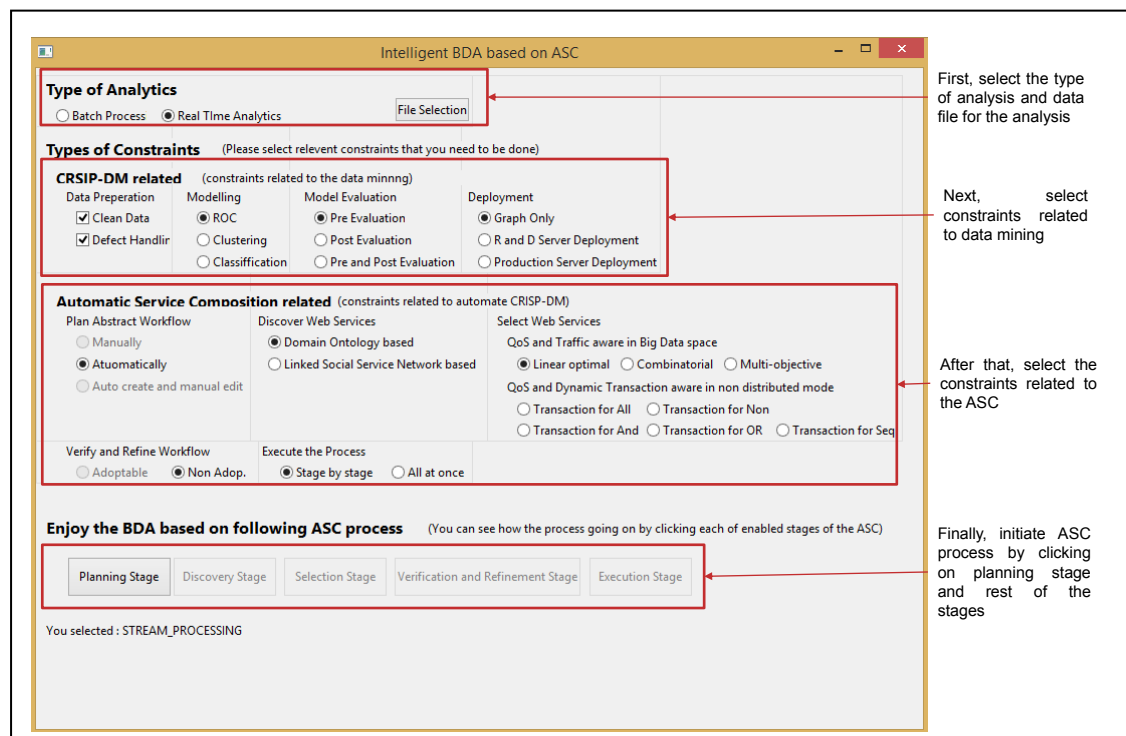 Intelligent BDA based on ASC
Type of Analytics
Batch Process Real TIme Analytics File Selection
Types of Constraints (Please select relevent constraints that you need to be done)
CRSIP-DM related (constraints related to the data minnng)
Data Preperation Modelling Model Evaluation Deployment
Clean Data ROC Pre Evaluation Graph Only
Defect Handlir Clustering Post Evaluation R and D Server Deployment
Classiffication Pre and Post Evaluation Production Server Deployment
Automatic Service Composition related (constraints related to automate CRISP-DM)
Plan Abstract Workflow Discover Web Services Select Web Services
Manually Domain Ontology based QoS and Traffic aware in Big Data space
Atuomatically Linked Social Service Network based Linear optimal Combinatorial Multi-objective
Auto create and manual edit QoS and Dynamic Transaction aware in non distributed mode
Transaction for All Transaction for Non
Transaction for And Transaction for OR Transaction for Seq
Verify and Refine Workflow Execute the Process
Adoptable Non Adop. Stage by stage All at once
Enjoy the BDA based on following ASC process (You can see how the process going on by clicking each of enabled stages of the ASC)
Planning Stage Discovery Stage Selection Stage Verification and Refinement Stage Execution Stage
You selected : STREAM_PROCESSING
First, select the type
of analysis and data
file for the analysis
Next, select
constraints related
to data mining
After that, select the
constraints related to
the ASC
Finally, initiate ASC
process by clicking
on planning stage
and rest of the
stages